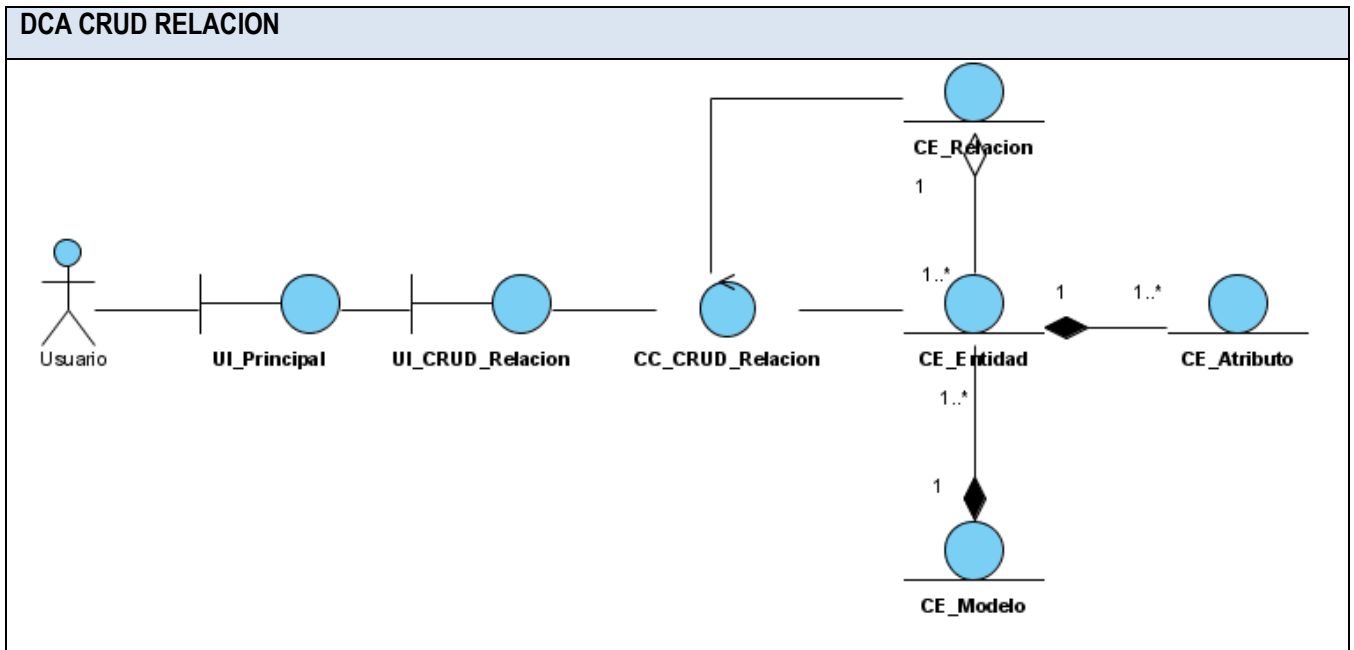 DCA CRUD RELACION
CE_Relacion
1
1..*
1
1..*
Usuario
UI_Principal
UI_CRUD_Relacion
CC_CRUD_Relacion
CE_Entidad
CE_Atributo
1..*
1
CE_Modelo